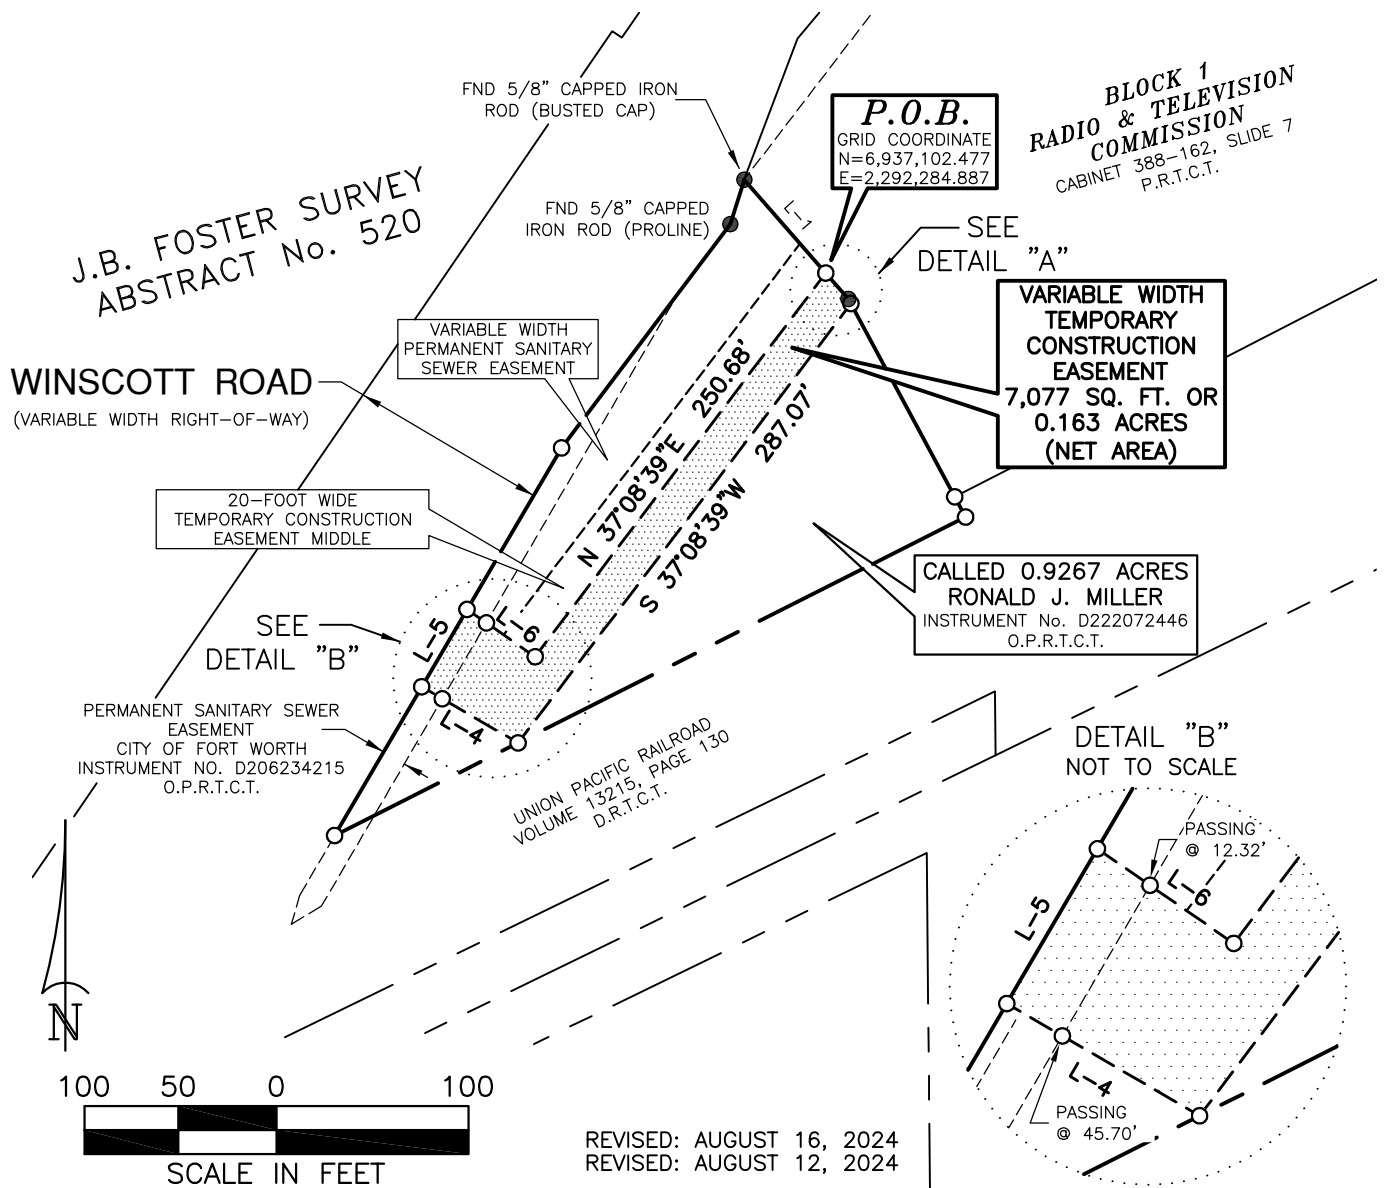 FND 5/8" CAPPED IRON
ROD (BUSTED CAP)
P.O.B.
GRID COORDINATE
N=6,937,102.477
E=2,292,284.887
BLOCK 1
RADIO & TELEVISION
COMMISSION
CABINET 388-162, SLIDE 7
P.R.T.C.T.
J.B. FOSTER SURVEY
ABSTRACT No. 520
FND 5/8" CAPPED
IRON ROD (PROLINE)
L-1
SEE
DETAIL "A"
VARIABLE WIDTH
TEMPORARY
CONSTRUCTION
EASEMENT
7,077 SQ. FT. OR
0.163 ACRES
(NET AREA)
VARIABLE WIDTH
PERMANENT SANITARY
SEWER EASEMENT
WINSCOTT ROAD
(VARIABLE WIDTH RIGHT-OF-WAY)
N 37°08'39"E 250.68'
S 37°08'39"W 287.07'
20-FOOT WIDE
TEMPORARY CONSTRUCTION
EASEMENT MIDDLE
CALLED 0.9267 ACRES
RONALD J. MILLER
INSTRUMENT No. D222072446
O.P.R.T.C.T.
SEE
DETAIL "B"
L-5
L-6
L-4
PERMANENT SANITARY SEWER
EASEMENT
CITY OF FORT WORTH
INSTRUMENT NO. D206234215
O.P.R.T.C.T.
UNION PACIFIC RAILROAD
VOLUME 13215, PAGE 130
D.R.T.C.T.
DETAIL "B"
NOT TO SCALE
PASSING
@ 12.32'
L-6
L-5
L-4
PASSING
@ 45.70'
N
100 50 0 100
SCALE IN FEET
REVISED: AUGUST 16, 2024
REVISED: AUGUST 12, 2024